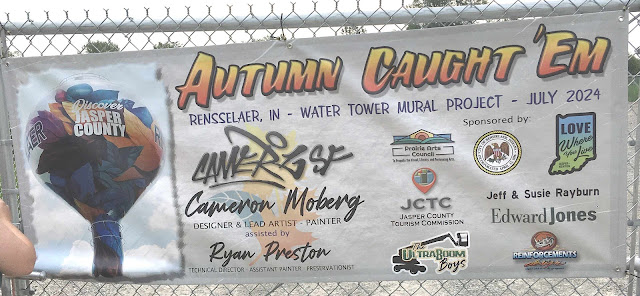 AUTUMN CAUGHT 'EM
RENSSELAER, IN - WATER TOWER MURAL PROJECT - JULY 2024
Discover
JASPER
COUNTY
CAMER1SF
Cameron Moberg
DESIGNER & LEAD ARTIST - PAINTER
assisted by
Ryan Preston
TECHNICAL DIRECTOR - ASSISTANT PAINTER - PRESERVATIONIST
Sponsored by:
Prairie Arts
Council
JCTC
JASPER COUNTY
TOURISM COMMISSION
The
ULTRABOOM
Boys
LOVE
Where
You
Live
Jeff & Susie Rayburn
Edward Jones
REINFORCEMENTS